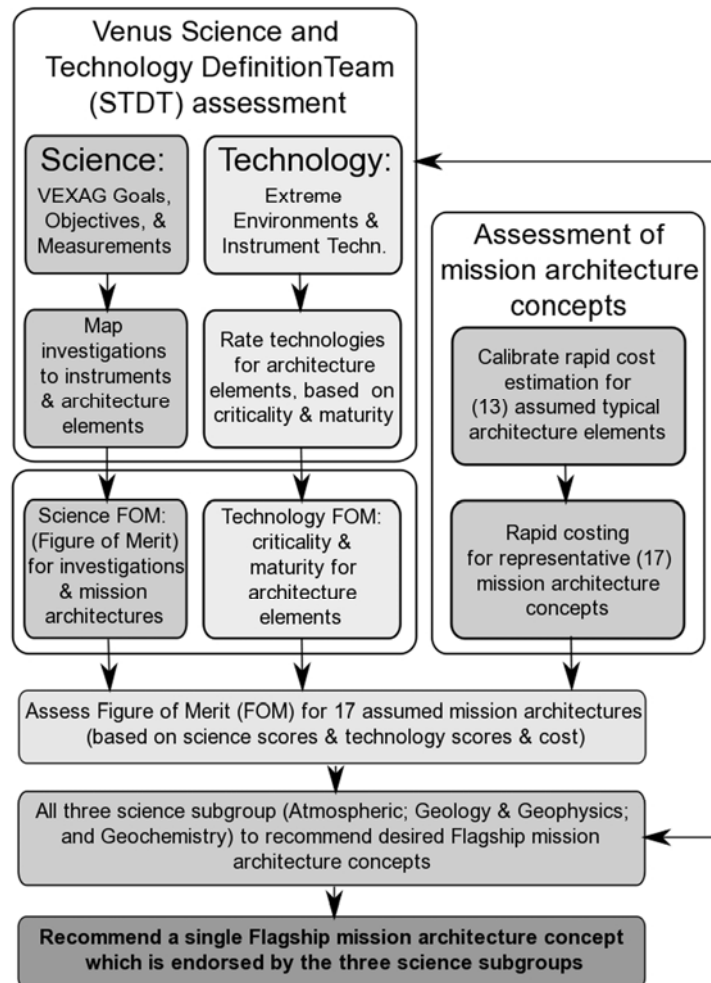 Venus Science and
Technology DefinitionTeam
(STDT) assessment
Science:
VEXAG Goals,
Objectives, &
Measurements
Technology:
Extreme
Environments &
Instrument Techn.
Map
investigations
to instruments
& architecture
elements
Rate technologies
for architecture
elements, based on
criticality & maturity
Science FOM:
(Figure of Merit)
for investigations
& mission
architectures
Technology FOM:
criticality &
maturity for
architecture
elements
Assessment of
mission architecture
concepts
Calibrate rapid cost
estimation for
(13) assumed typical
architecture elements
Rapid costing
for representative (17)
mission architecture
concepts
Assess Figure of Merit (FOM) for 17 assumed mission architectures
(based on science scores & technology scores & cost)
All three science subgroup (Atmospheric; Geology & Geophysics;
and Geochemistry) to recommend desired Flagship mission
architecture concepts
Recommend a single Flagship mission architecture concept
which is endorsed by the three science subgroups